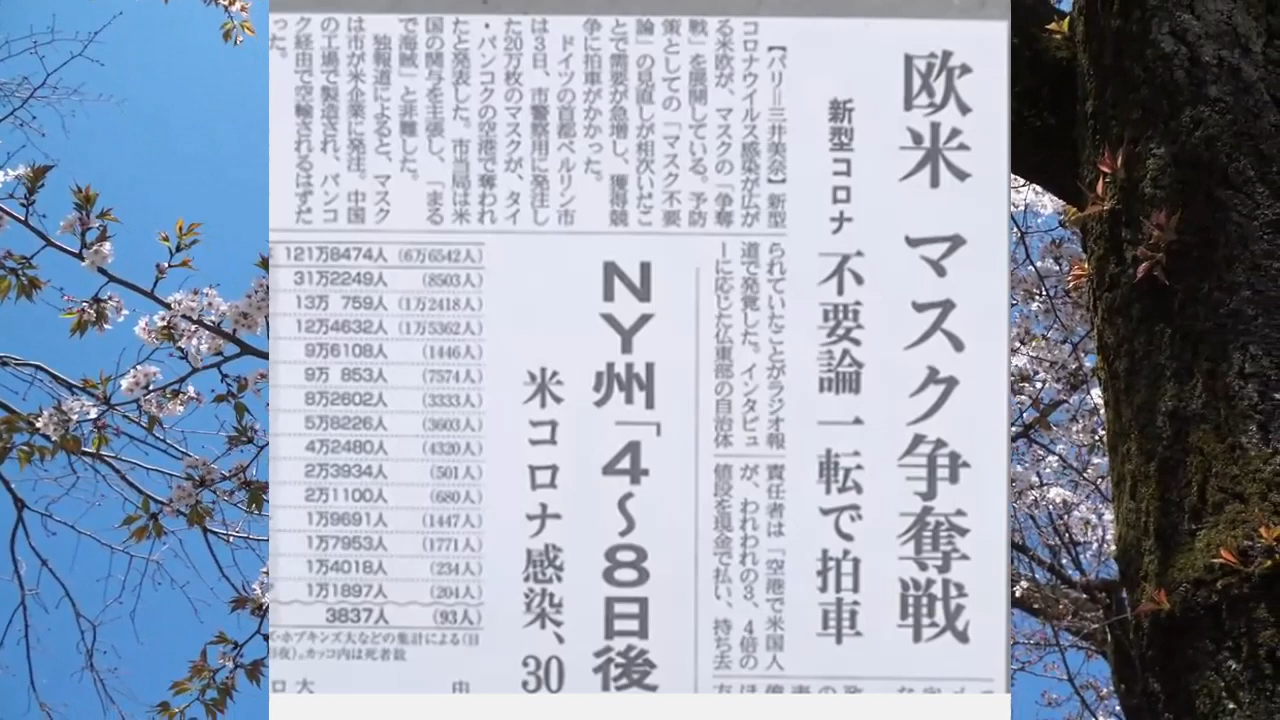 欧米 マスク争奪戦
新型コロナ 不要論一転で拍車
【パリ＝三井美奈】新型
コロナウイルス感染が広が
る米欧が、マスクの「争奪
戦」を展開している。予防
策としての「マスク不要
論」の見直しが相次いだこ
とで需要が急増し、獲得競
争に拍車がかかった。
ドイツの首都ベルリン市
は3日、市警察用に発注し
た20万枚のマスクが、タイ
・バンコクの空港で奪われ
たと発表した。市当局は米
国の関与を主張し、「まる
で海賊」と非難した。
独報道によると、マスク
は市が米企業に発注。中国
の工場で製造され、バンコ
ク経由で空輸されるはずだ
った。
られていたことがラジオ報
道で発覚した。インタビュ
ーに応じた仏東部の自治体
責任者は「空港で米国人
が、われわれの3、4倍の
値段を現金で払い、持ち去
NY州「4〜8日後
米コロナ感染、30
121万8474人 (6万6542人)
31万2249人 (8503人)
13万 759人 (1万2418人)
12万4632人 (1万5362人)
9万6108人 (1446人)
9万 853人 (7574人)
8万2602人 (3333人)
5万8226人 (3603人)
4万2480人 (4320人)
2万3934人 (501人)
2万1100人 (680人)
1万9691人 (1447人)
1万7953人 (1771人)
1万4018人 (234人)
1万1897人 (204人)
3837人 (93人)
ズ・ホプキンズ大などの集計による(日
夜)。カッコ内は死者数